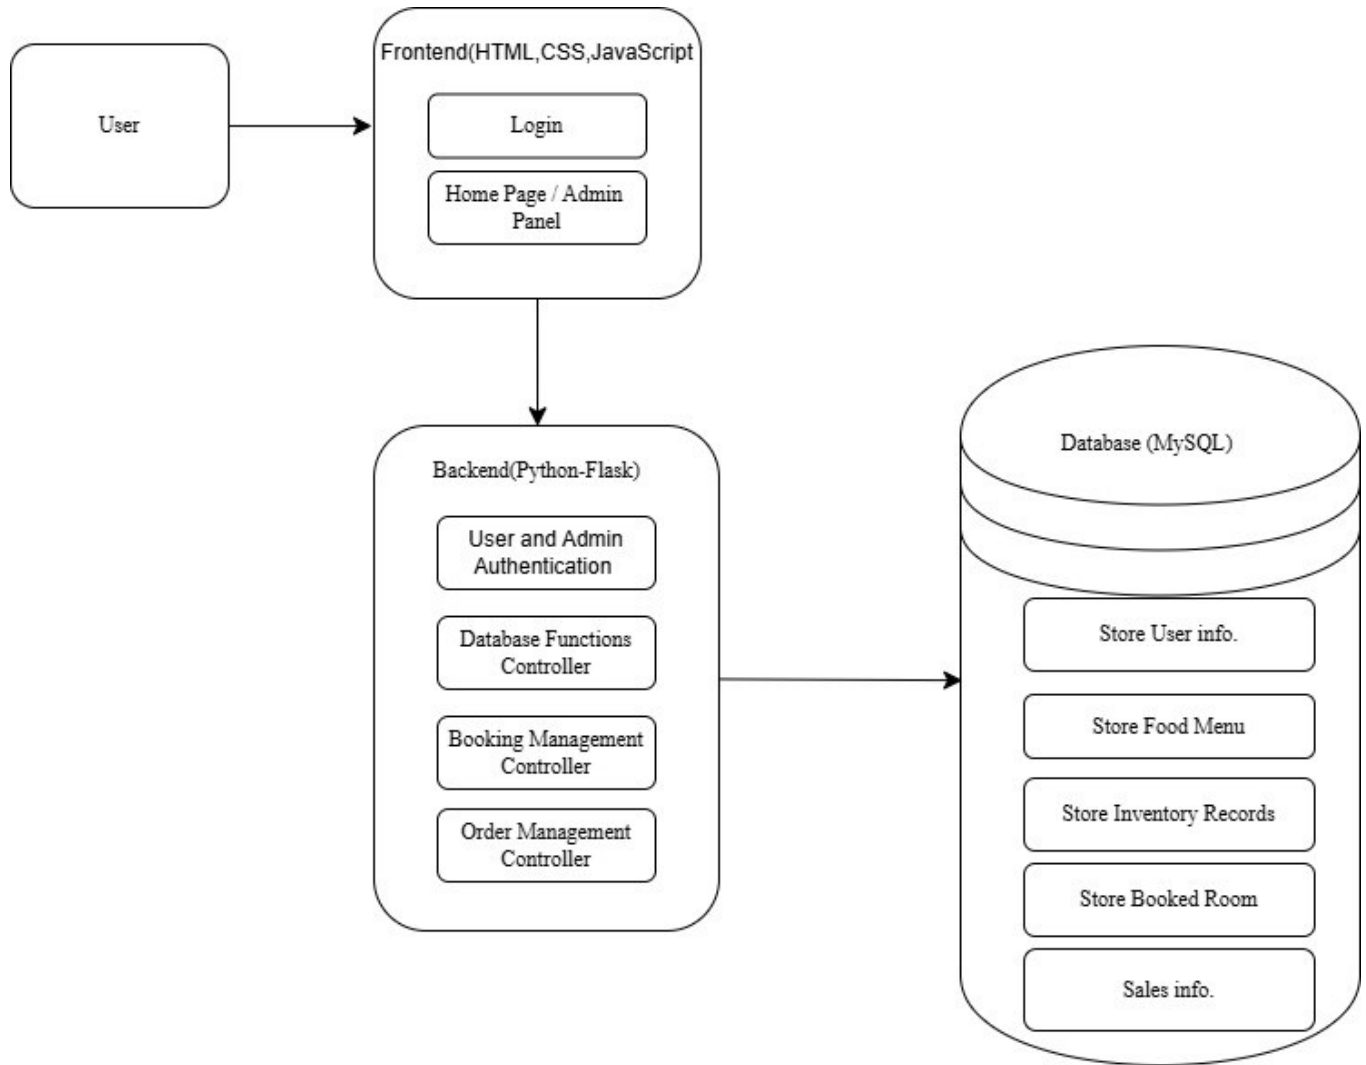 User
Frontend(HTML,CSS,JavaScript
Login
Home Page / Admin
Panel
Backend(Python-Flask)
User and Admin
Authentication
Database Functions
Controller
Booking Management
Controller
Order Management
Controller
Database (MySQL)
Store User info.
Store Food Menu
Store Inventory Records
Store Booked Room
Sales info.